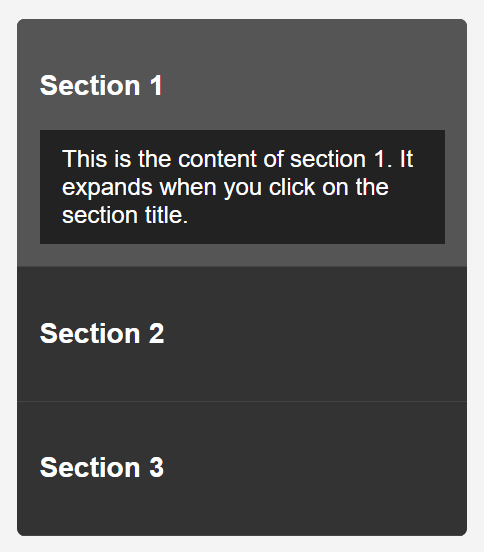 Section 1
This is the content of section 1. It
expands when you click on the
section title.
Section 2
Section 3